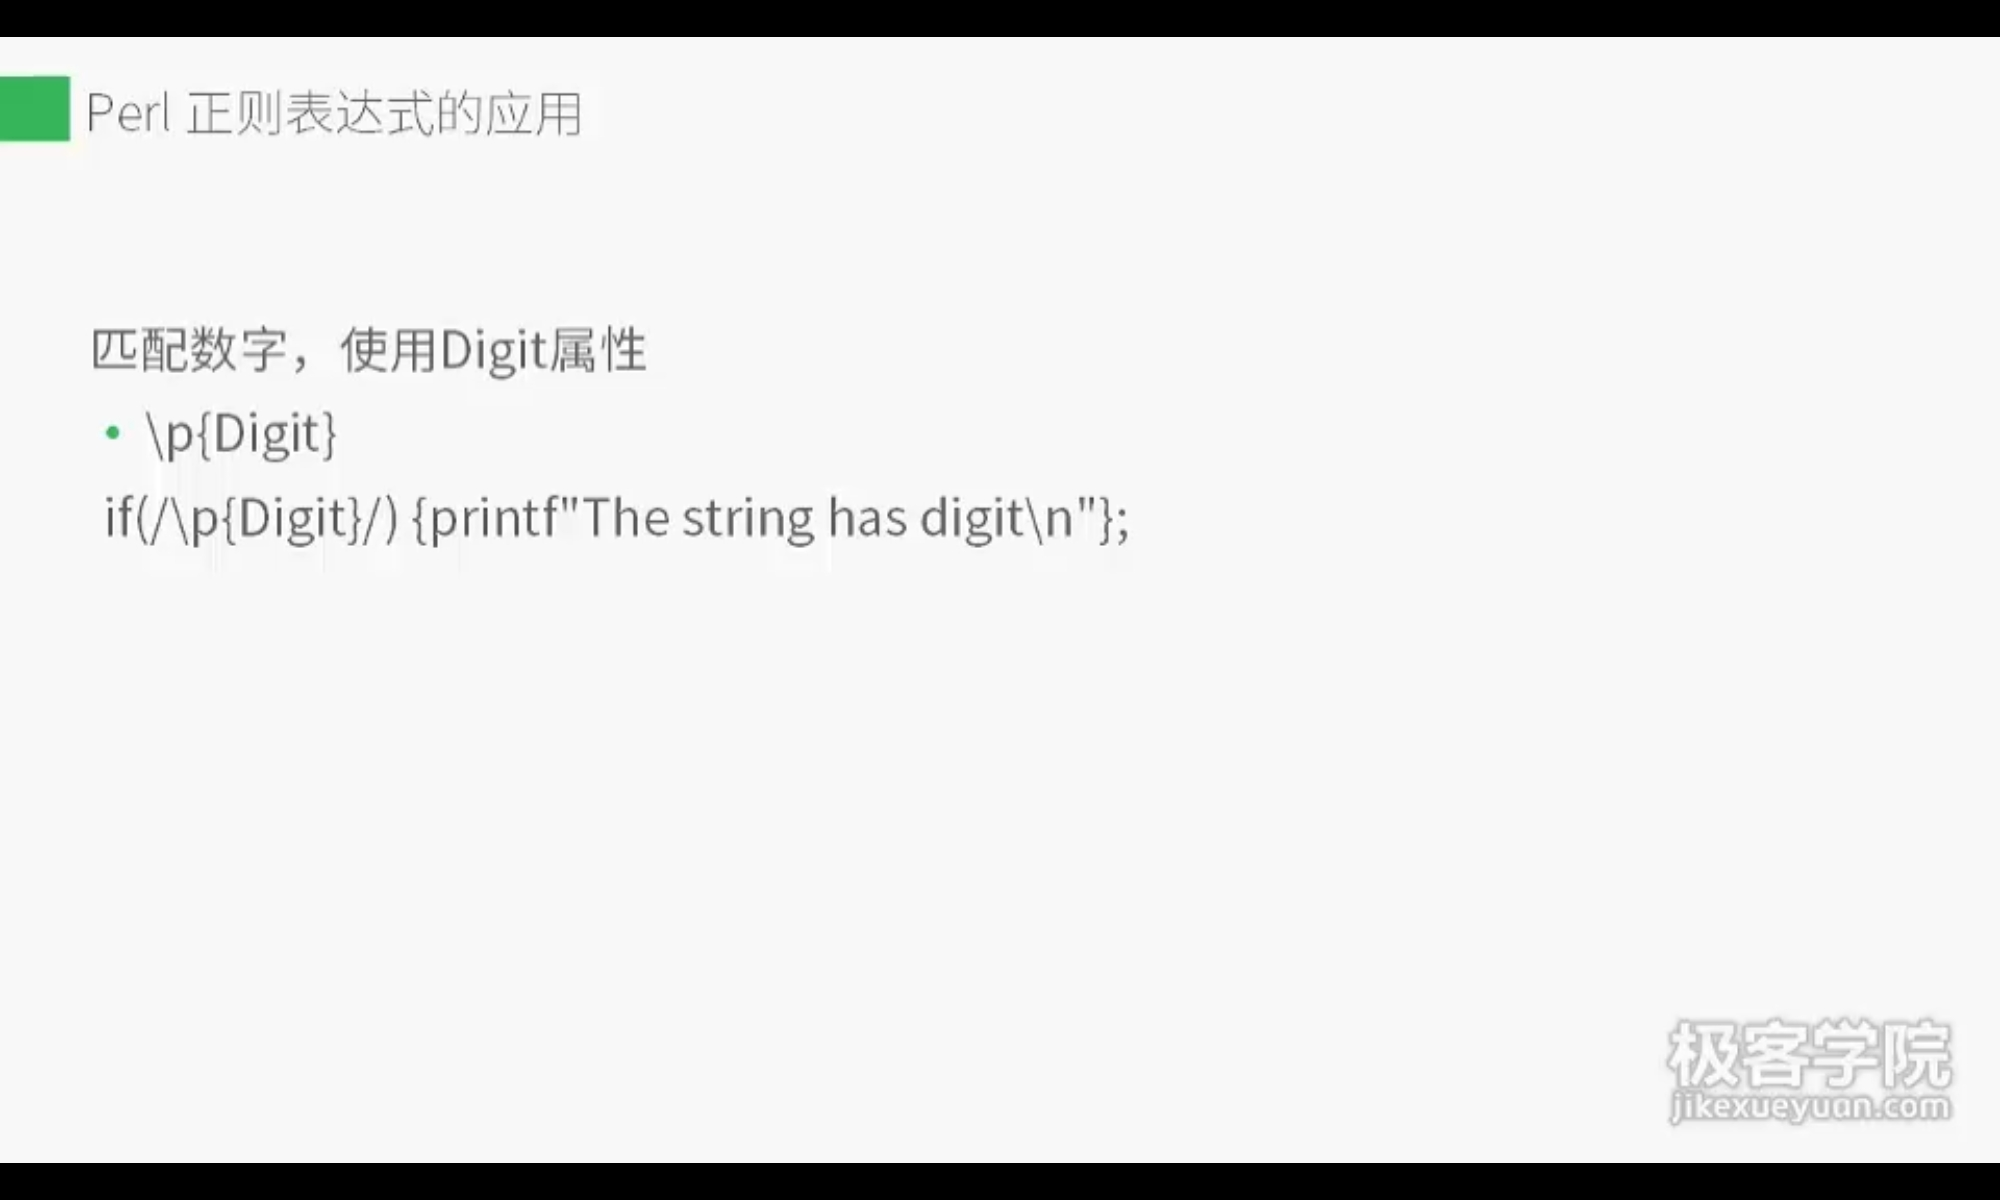 Perl 正则表达式的应用
匹配数字，使用Digit属性
• \p{Digit}
if(/\p{Digit}/) {printf"The string has digit\n"};
极客学院
jikexueyuan.com